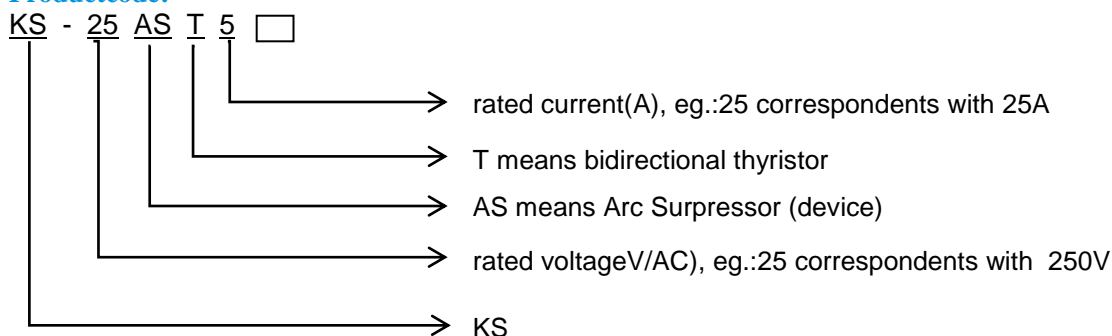 Productcode:
KS - 25 AS T 5
rated current(A), eg.:25 correspondents with 25A
T means bidirectional thyristor
AS means Arc Surpressor (device)
rated voltageV/AC), eg.:25 correspondents with 250V
KS